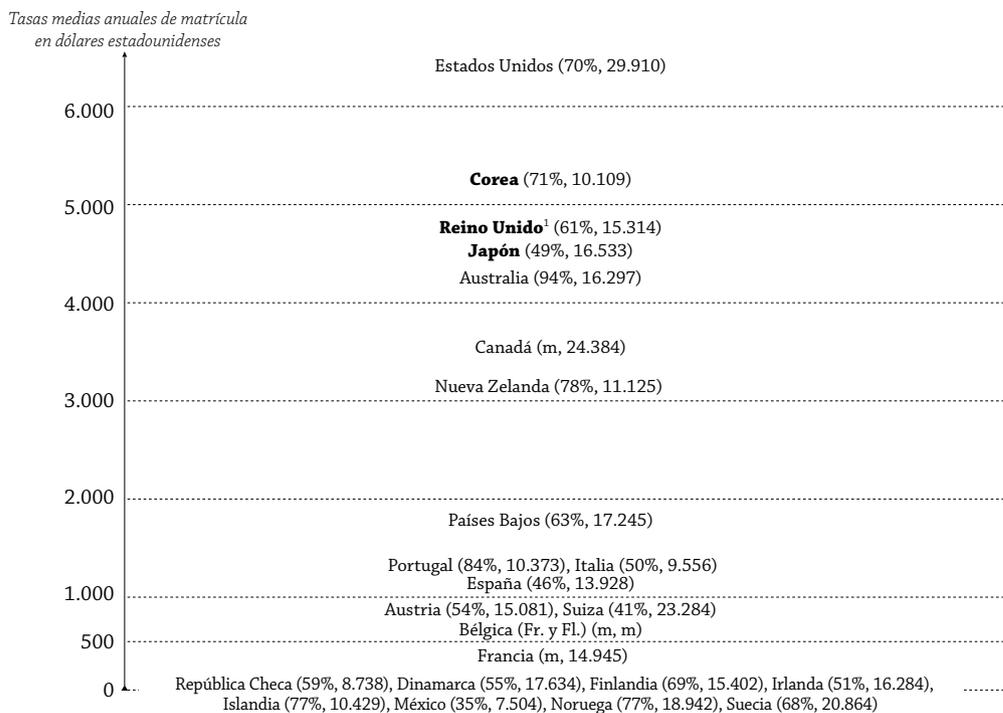 Tasas medias anuales de matrícula
en dólares estadounidenses
Estados Unidos (70%, 29.910)
6.000
Corea (71%, 10.109)
5.000
Reino Unido¹ (61%, 15.314)
Japón (49%, 16.533)
Australia (94%, 16.297)
4.000
Canadá (m, 24.384)
Nueva Zelanda (78%, 11.125)
3.000
2.000
Países Bajos (63%, 17.245)
Portugal (84%, 10.373), Italia (50%, 9.556)
España (46%, 13.928)
1.000
Austria (54%, 15.081), Suiza (41%, 23.284)
Bélgica (Fr. y Fl.) (m, m)
500
Francia (m, 14.945)
0
República Checa (59%, 8.738), Dinamarca (55%, 17.634), Finlandia (69%, 15.402), Irlanda (51%, 16.284),
Islandia (77%, 10.429), México (35%, 7.504), Noruega (77%, 18.942), Suecia (68%, 20.864)